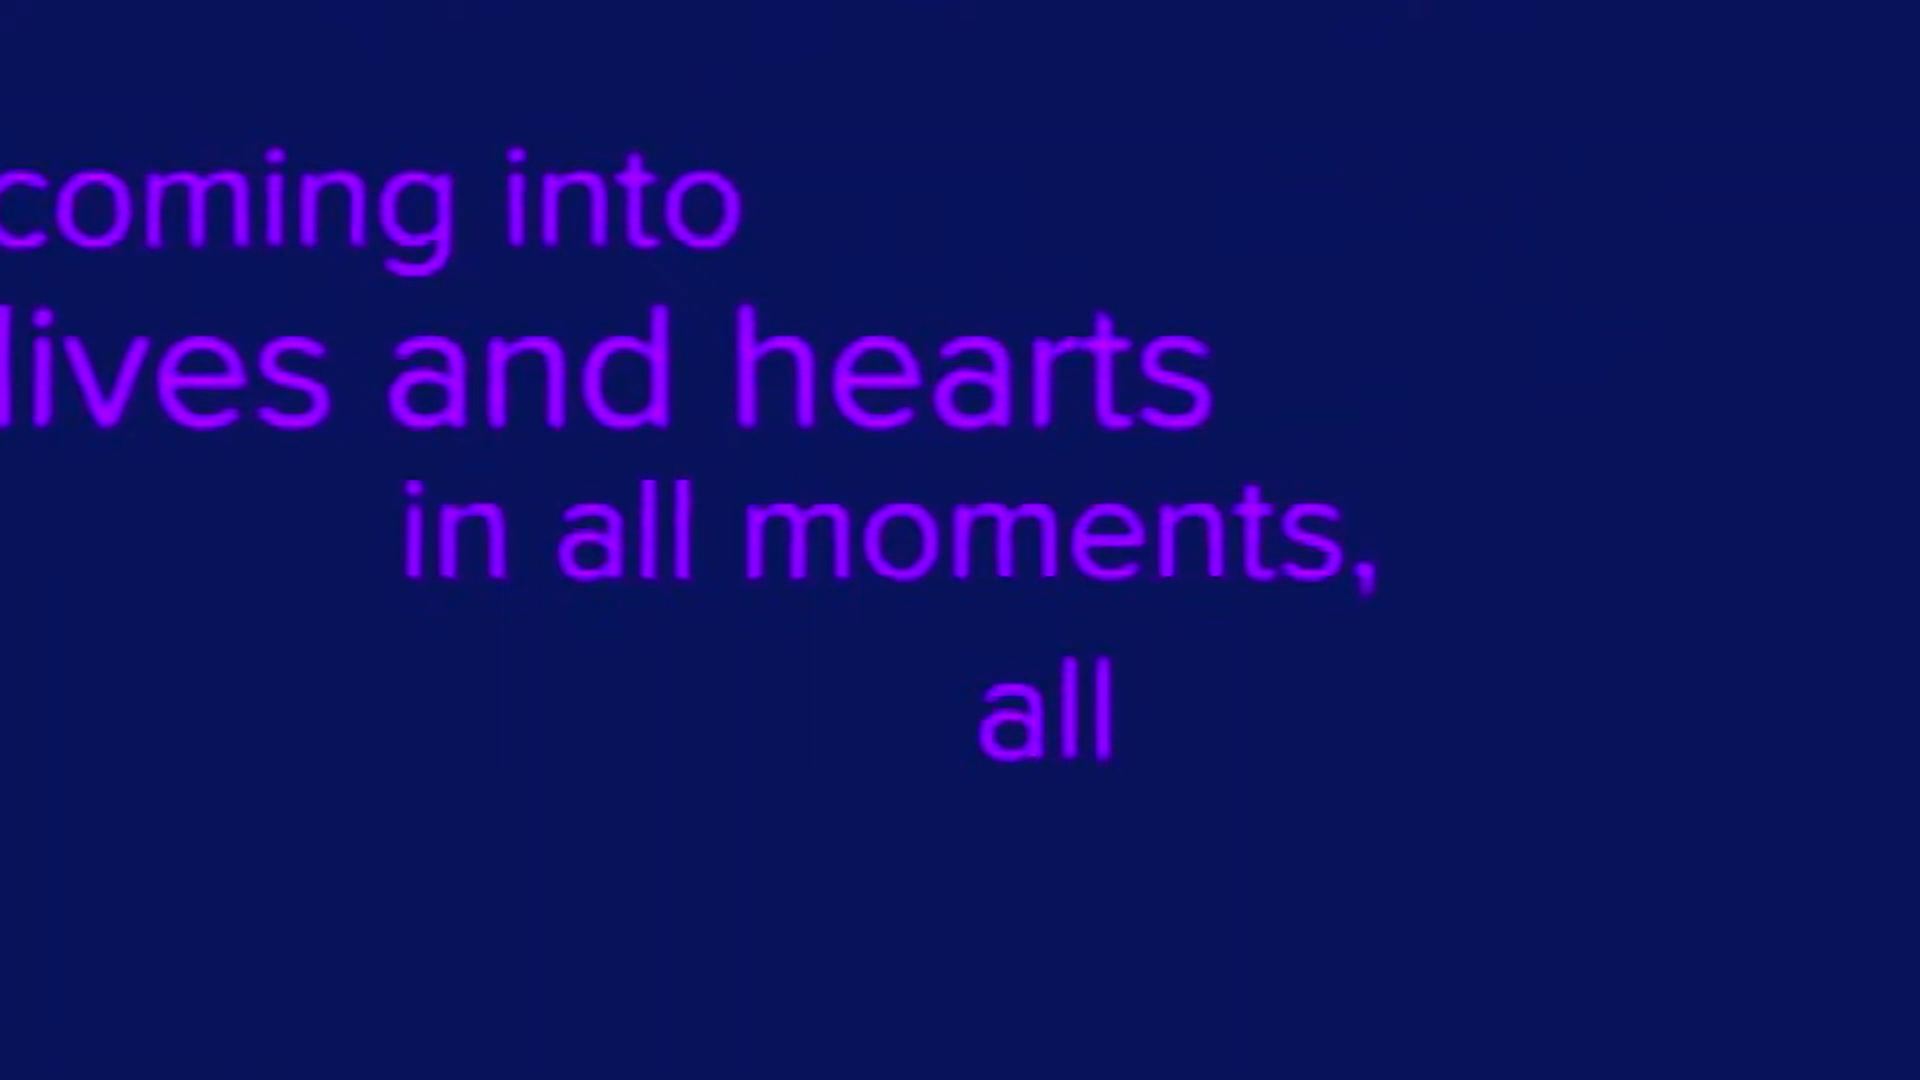 coming into
lives and hearts
in all moments,
all